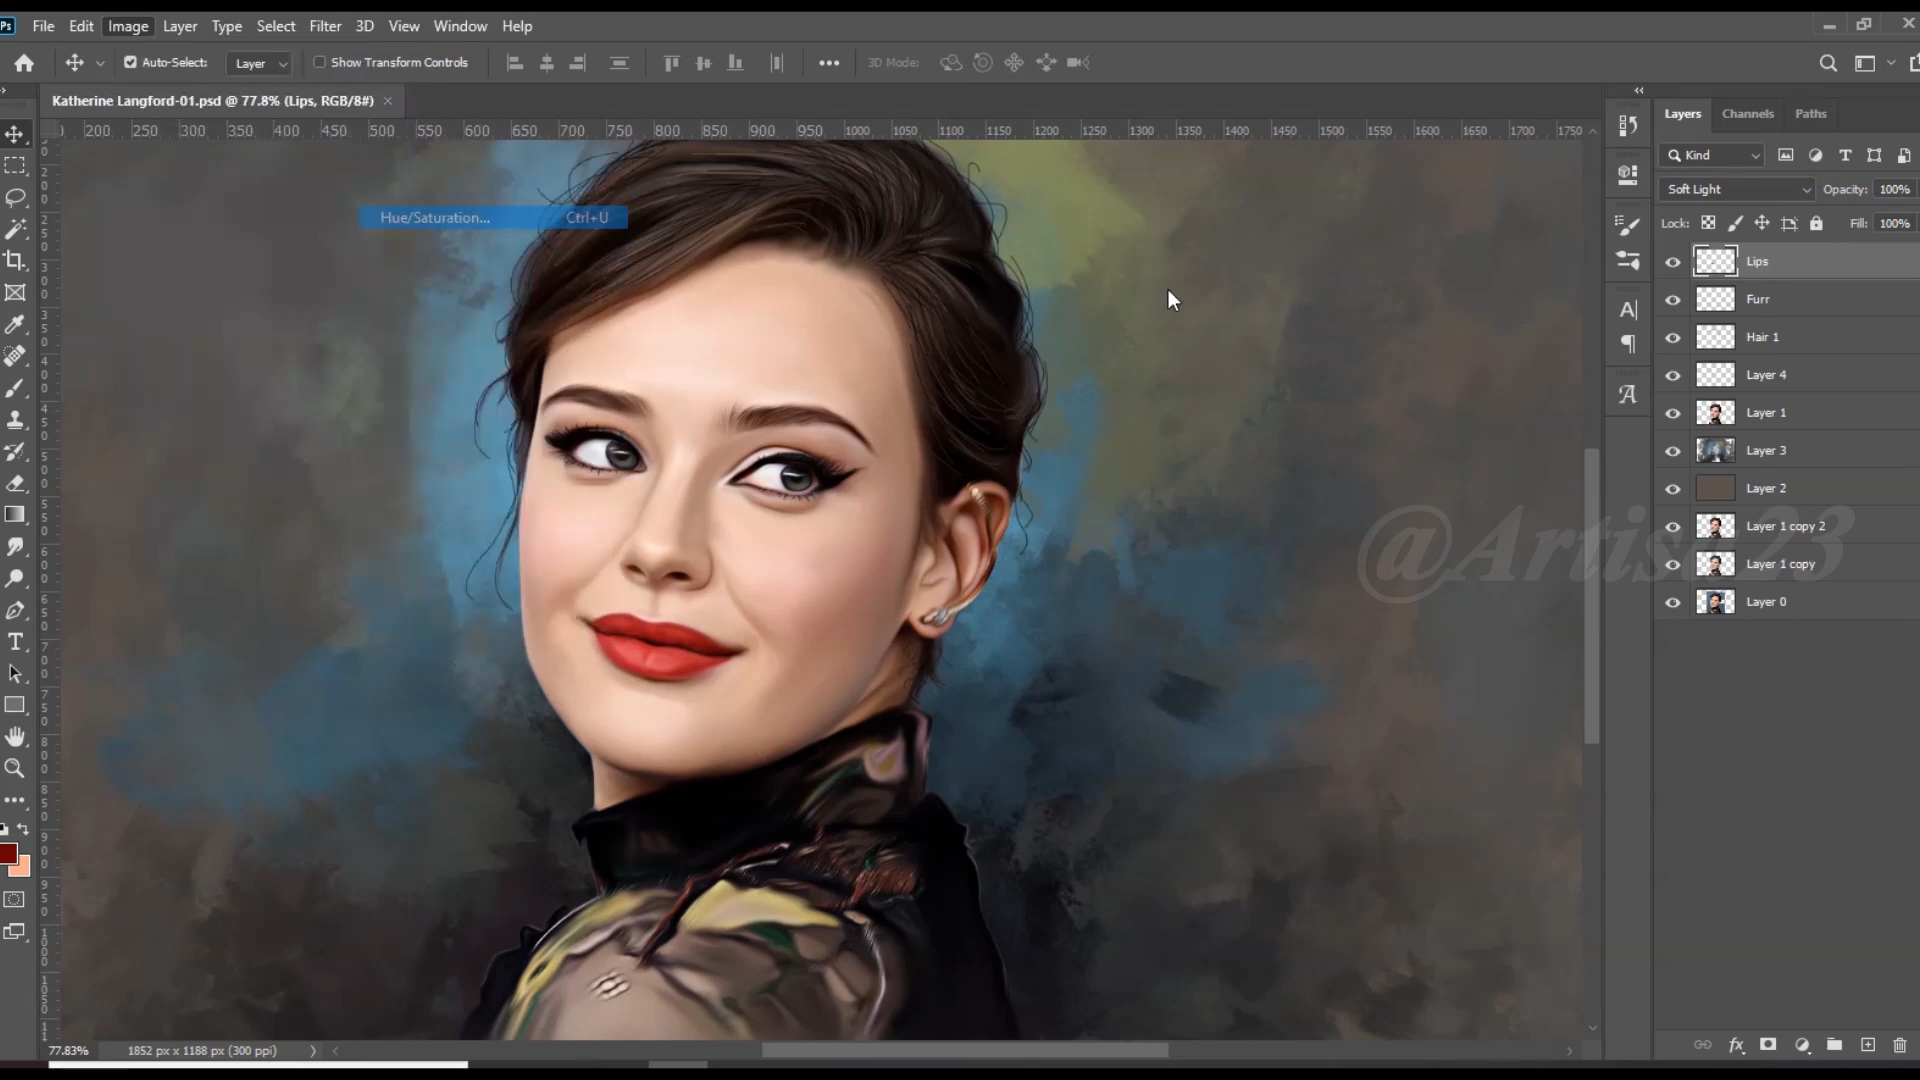 Ps File Edit Image Layer Type Select Filter 3D View Window Help
Auto-Select: Layer Show Transform Controls 3D Mode:
Katherine Langford-01.psd @ 77.8% (Lips, RGB/8#) ×
200 250 300 350 400 450 500 550 600 650 700 750 800 850 900 950 1000 1050 1100 1150 1200 1250 1300 1350 1400 1450 1500 1550 1600 1650 1700 1750
Hue/Saturation... Ctrl+U
Layers Channels Paths
Kind
Soft Light Opacity: 100%
Lock: Fill: 100%
Lips
Furr
Hair 1
Layer 4
Layer 1
Layer 3
Layer 2
Layer 1 copy 2
Layer 1 copy
Layer 0
77.83% 1852 px x 1188 px (300 ppi)